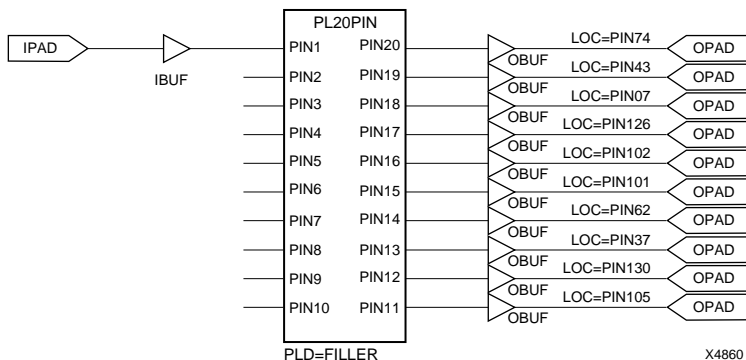 PL20PIN
IPAD
IBUF
PIN1 PIN20 OBUF LOC=PIN74 OPAD
PIN2 PIN19 OBUF LOC=PIN43 OPAD
PIN3 PIN18 OBUF LOC=PIN07 OPAD
PIN4 PIN17 OBUF LOC=PIN126 OPAD
PIN5 PIN16 OBUF LOC=PIN102 OPAD
PIN6 PIN15 OBUF LOC=PIN101 OPAD
PIN7 PIN14 OBUF LOC=PIN62 OPAD
PIN8 PIN13 OBUF LOC=PIN37 OPAD
PIN9 PIN12 OBUF LOC=PIN130 OPAD
PIN10 PIN11 OBUF LOC=PIN105 OPAD
PLD=FILLER
X4860